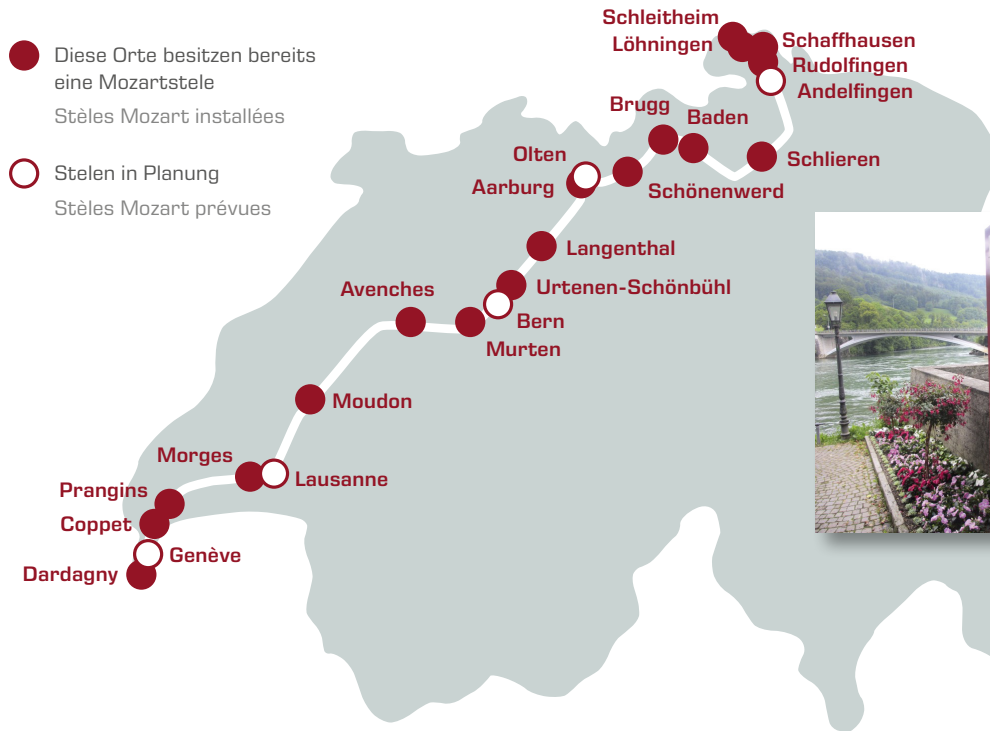 Diese Orte besitzen bereits
eine Mozartstele
Stèles Mozart installées
Stelen in Planung
Stèles Mozart prévues
Schleitheim
Löhningen
Schaffhausen
Rudolfingen
Andelfingen
Brugg
Baden
Schlieren
Olten
Aarburg
Schönenwerd
Langenthal
Urtenen-Schönbühl
Avenches
Bern
Murten
Moudon
Morges
Lausanne
Prangins
Coppet
Genève
Dardagny